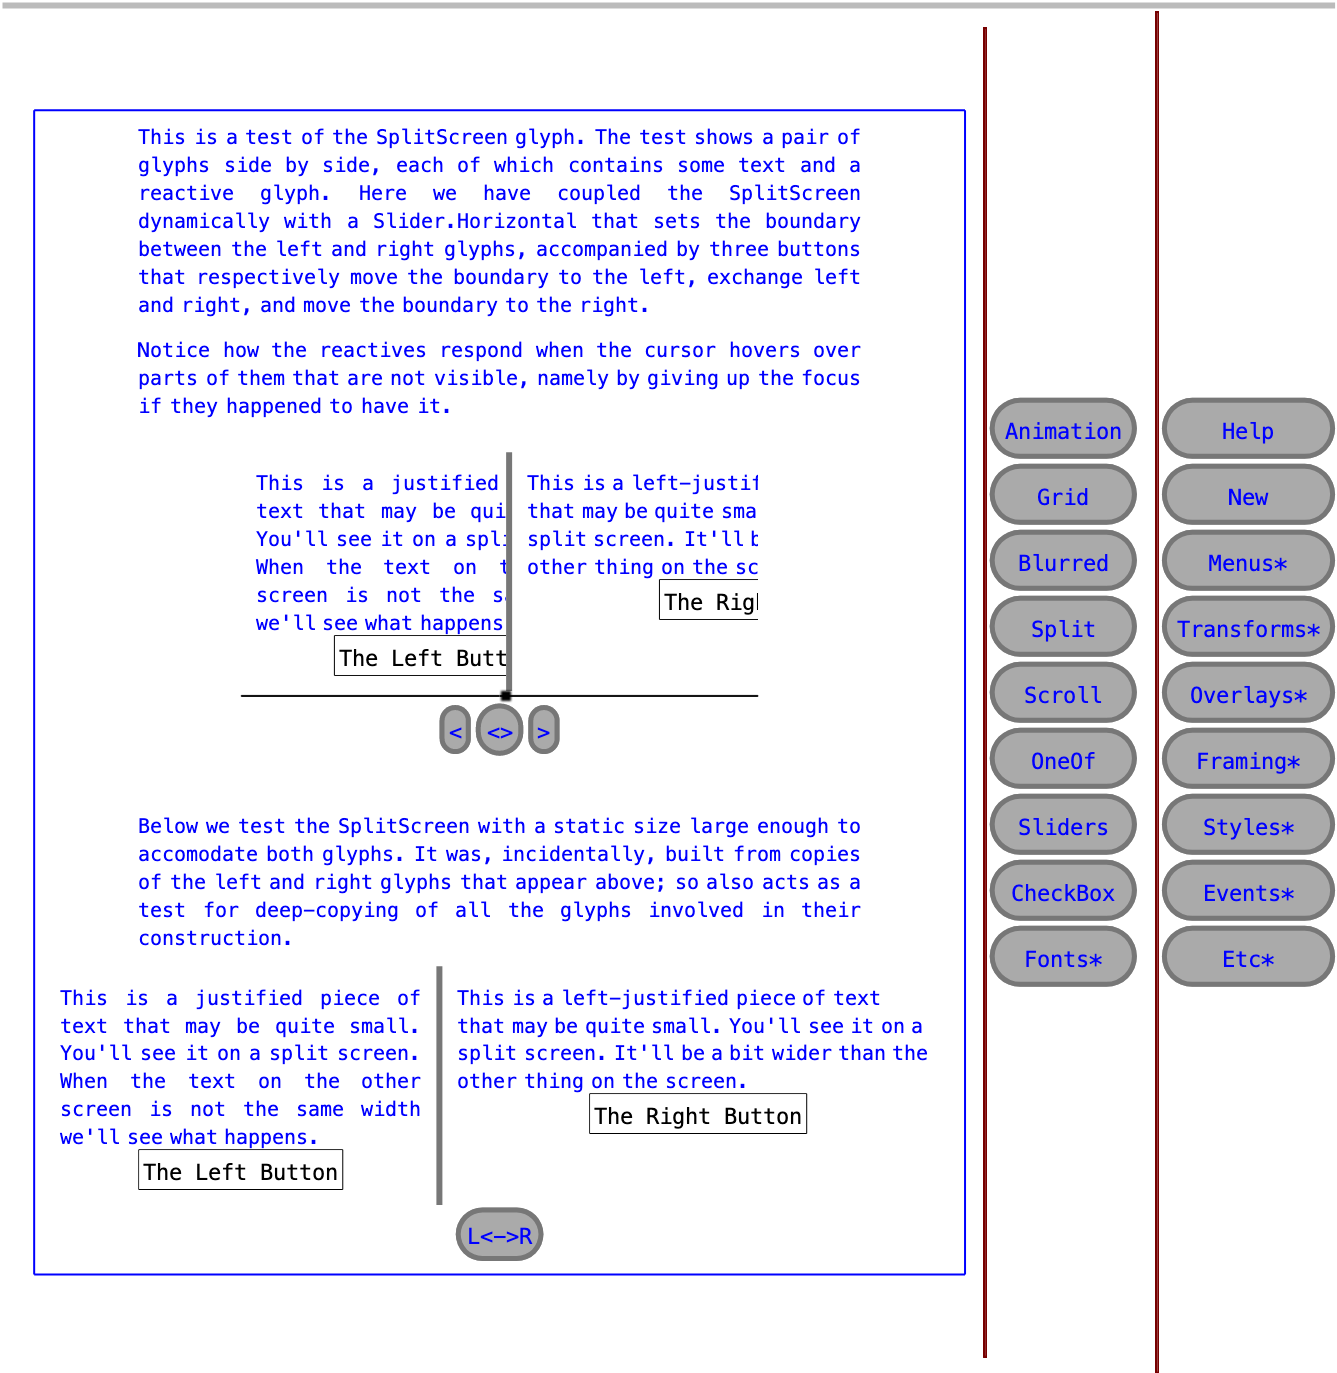 This is a test of the SplitScreen glyph. The test shows a pair of
glyphs side by side, each of which contains some text and a
reactive glyph. Here we have coupled the SplitScreen
dynamically with a Slider.Horizontal that sets the boundary
between the left and right glyphs, accompanied by three buttons
that respectively move the boundary to the left, exchange left
and right, and move the boundary to the right.
Notice how the reactives respond when the cursor hovers over
parts of them that are not visible, namely by giving up the focus
if they happened to have it.
This is a justified
text that may be qui
You'll see it on a spli
When the text on t
screen is not the s
we'll see what happens
The Left Butt
This is a left-justif
that may be quite sma
split screen. It'll b
other thing on the sc
The Righ
< <> >
Below we test the SplitScreen with a static size large enough to
accomodate both glyphs. It was, incidentally, built from copies
of the left and right glyphs that appear above; so also acts as a
test for deep-copying of all the glyphs involved in their
construction.
This is a justified piece of
text that may be quite small.
You'll see it on a split screen.
When the text on the other
screen is not the same width
we'll see what happens.
The Left Button
This is a left-justified piece of text
that may be quite small. You'll see it on a
split screen. It'll be a bit wider than the
other thing on the screen.
The Right Button
L<->R
Animation
Grid
Blurred
Split
Scroll
OneOf
Sliders
CheckBox
Fonts*
Help
New
Menus*
Transforms*
Overlays*
Framing*
Styles*
Events*
Etc*